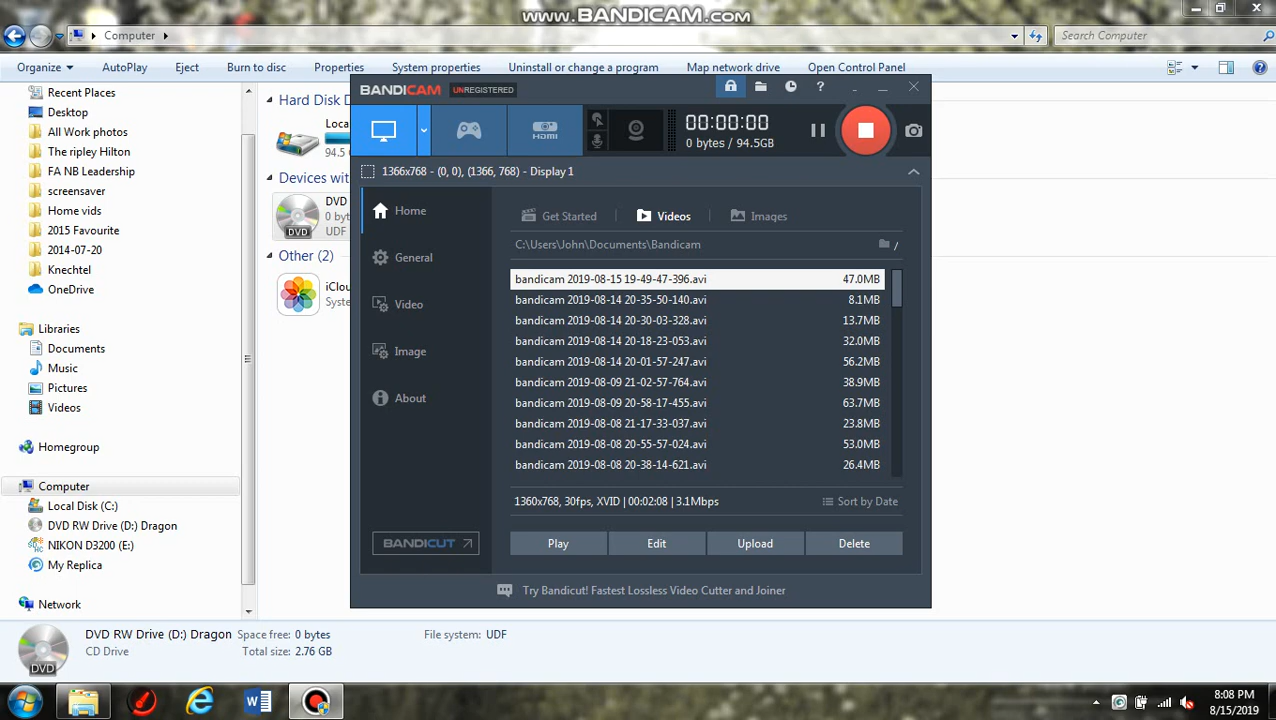 www.BANDICAM.com
Computer
Search Computer
Organize AutoPlay Eject Burn to disc Properties System properties Uninstall or change a program Map network drive Open Control Panel
Recent Places
Desktop
All Work photos
The ripley Hilton
FA NB Leadership
screensaver
Home vids
2015 Favourite
2014-07-20
Knechtel
OneDrive
Libraries
Documents
Music
Pictures
Videos
Homegroup
Computer
Local Disk (C:)
DVD RW Drive (D:) Dragon
NIKON D3200 (E:)
My Replica
Network
Hard Disk D
Loca
94.5
Devices wit
DVD
0 byte
UDF
DVD
Other (2)
iClou
Syste
BANDICAM UNREGISTERED
HDMI
00:00:00
0 bytes / 94.5GB
1366x768 - (0, 0), (1366, 768) - Display 1
Home
General
Video
Image
About
BANDICUT
Get Started Videos Images
C:\Users\John\Documents\Bandicam /
bandicam 2019-08-15 19-49-47-396.avi 47.0MB
bandicam 2019-08-14 20-35-50-140.avi 8.1MB
bandicam 2019-08-14 20-30-03-328.avi 13.7MB
bandicam 2019-08-14 20-18-23-053.avi 32.0MB
bandicam 2019-08-14 20-01-57-247.avi 56.2MB
bandicam 2019-08-09 21-02-57-764.avi 38.9MB
bandicam 2019-08-09 20-58-17-455.avi 63.7MB
bandicam 2019-08-08 21-17-33-037.avi 23.8MB
bandicam 2019-08-08 20-55-57-024.avi 53.0MB
bandicam 2019-08-08 20-38-14-621.avi 26.4MB
1360x768, 30fps, XVID | 00:02:08 | 3.1Mbps Sort by Date
Play Edit Upload Delete
Try Bandicut! Fastest Lossless Video Cutter and Joiner
DVD
DVD RW Drive (D:) Dragon Space free: 0 bytes File system: UDF
CD Drive Total size: 2.76 GB
8:08 PM
8/15/2019